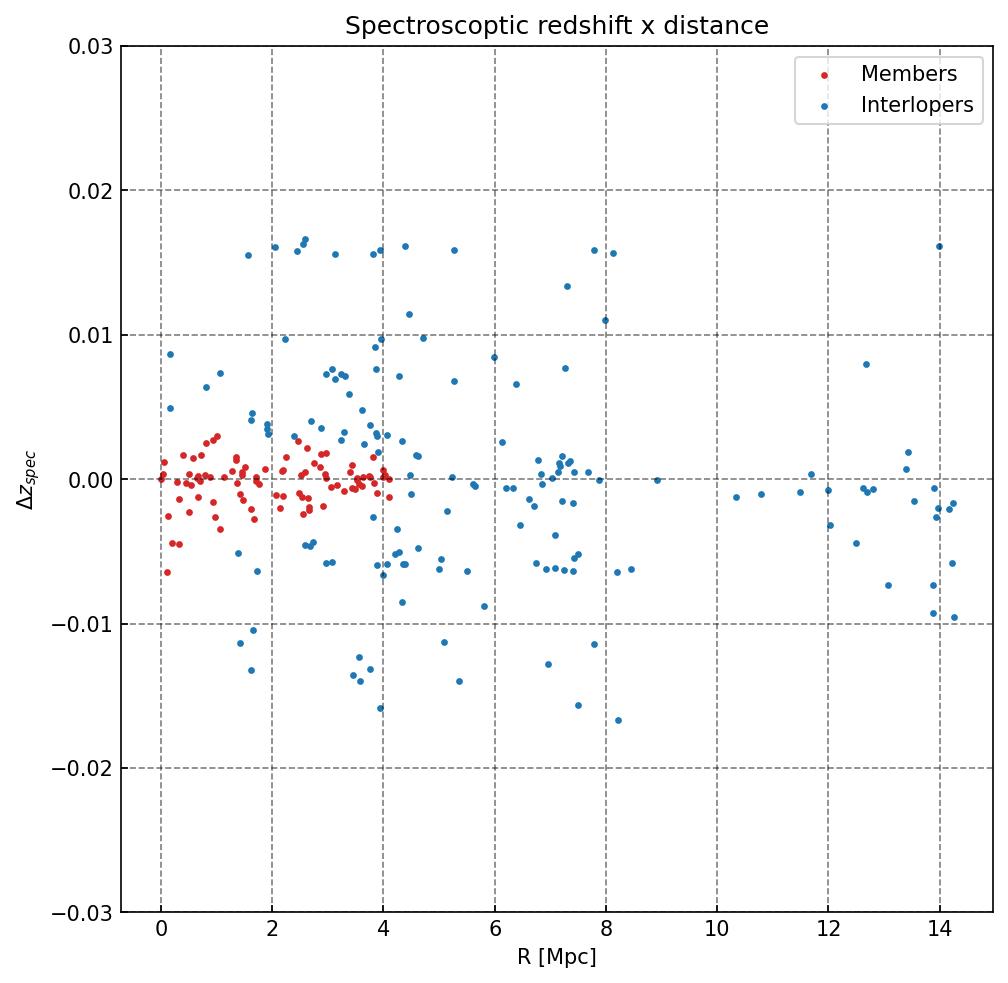 Spectroscoptic redshift x distance
Members
Interlopers
0.03
0.02
0.01
0.00
−0.01
−0.02
−0.03
Δz_spec
0 2 4 6 8 10 12 14
R [Mpc]